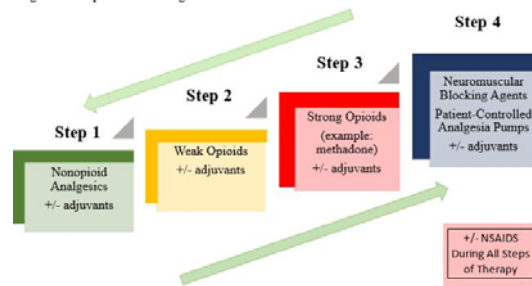 Step 4
Step 3
Step 2
Step 1
Neuromuscular
Blocking Agents
Patient-Controlled
Analgesia Pumps
+/- adjuvants
Strong Opioids
(example:
methadone)
+/- adjuvants
Weak Opioids
+/- adjuvants
Nonopioid
Analgesics
+/- adjuvants
+/- NSAIDS
During All Steps
of Therapy